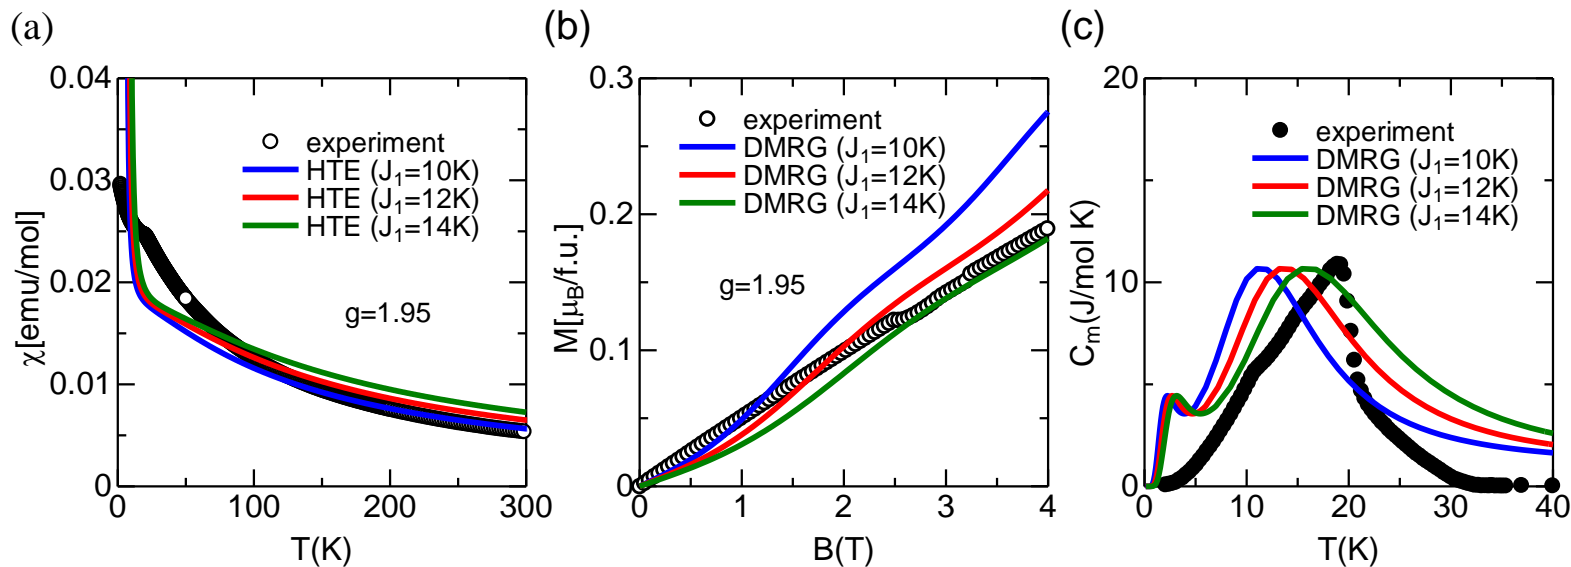 (a)
0.04
0.03
0.02
0.01
0
χ[emu/mol]
experiment
HTE (J₁=10K)
HTE (J₁=12K)
HTE (J₁=14K)
g=1.95
0 100 200 300
T(K)
(b)
0.3
0.2
0.1
0
M[μB/f.u.]
experiment
DMRG (J₁=10K)
DMRG (J₁=12K)
DMRG (J₁=14K)
g=1.95
0 1 2 3 4
B(T)
(c)
20
10
0
Cm(J/mol K)
experiment
DMRG (J₁=10K)
DMRG (J₁=12K)
DMRG (J₁=14K)
0 10 20 30 40
T(K)